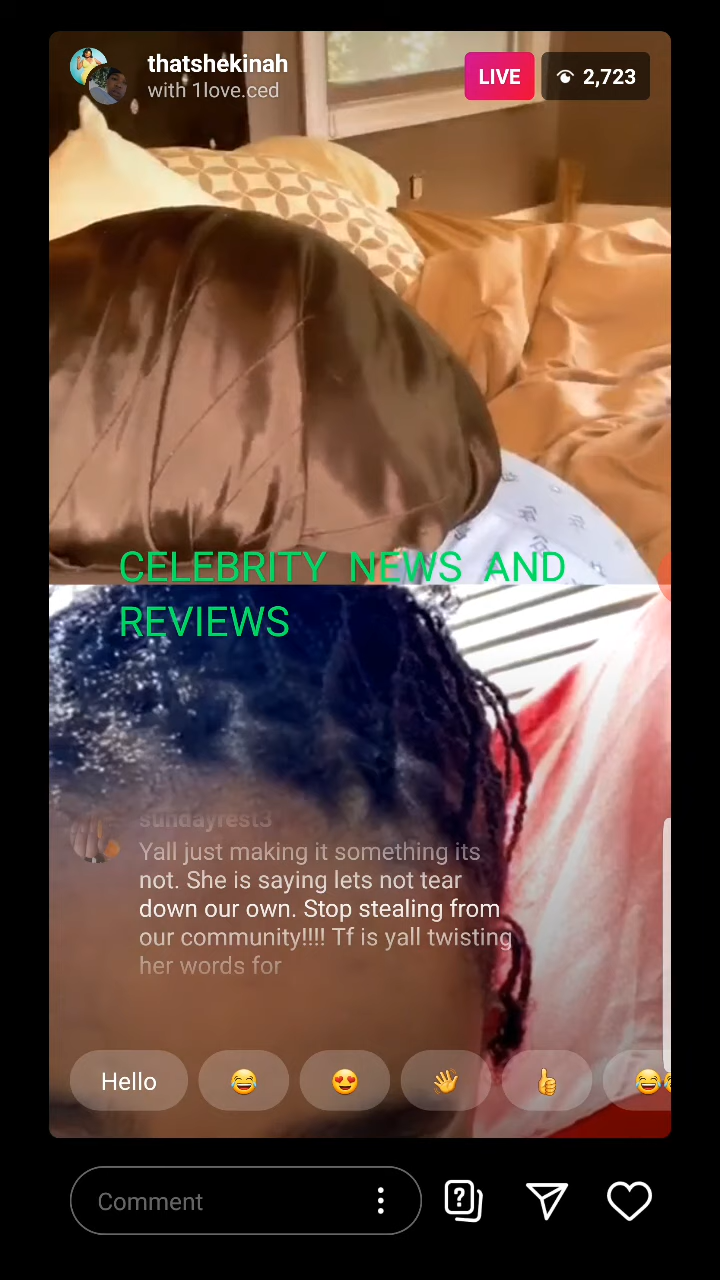 thatshekinah
with 1love.ced
LIVE
2,723
CELEBRITY NEWS AND
REVIEWS
sundayrest3
Yall just making it something its
not. She is saying lets not tear
down our own. Stop stealing from
our community!!!! Tf is yall twisting
her words for
Hello
Comment